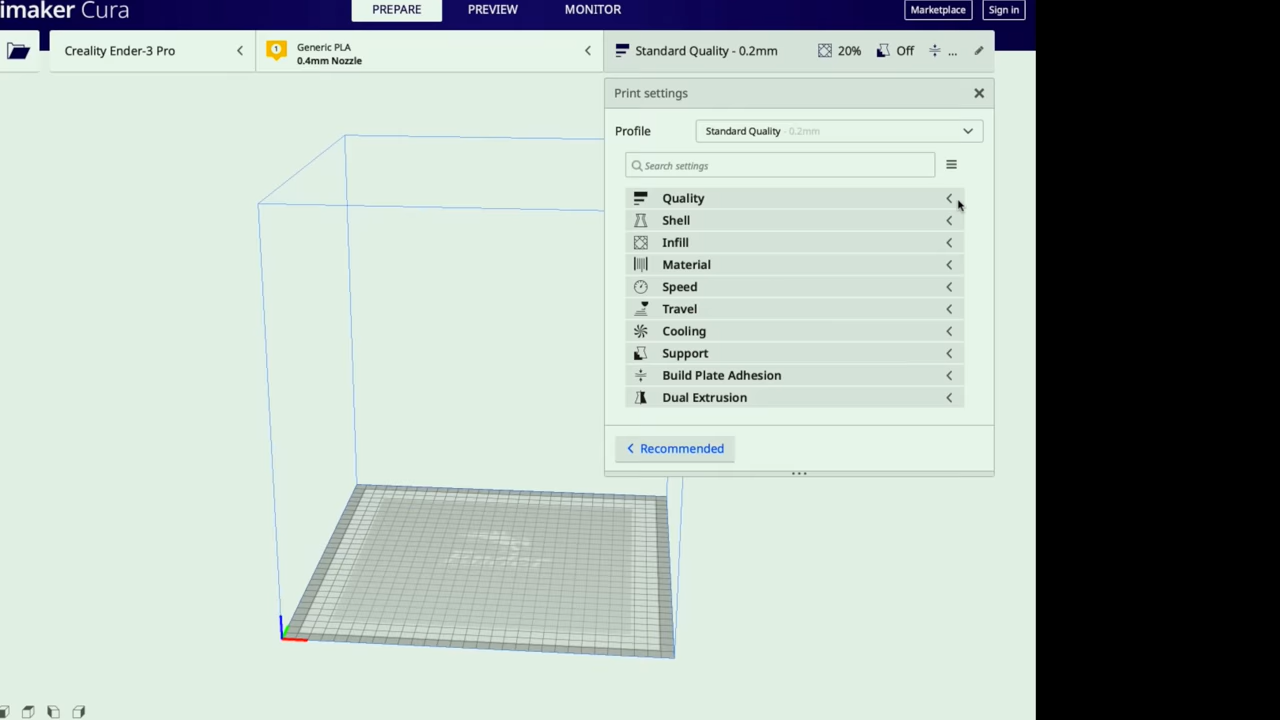 imaker Cura
PREPARE
PREVIEW
MONITOR
Marketplace
Sign in
Creality Ender-3 Pro
1
Generic PLA
0.4mm Nozzle
Standard Quality - 0.2mm
20%
Off
...
Print settings
Profile
Standard Quality - 0.2mm
Search settings
Quality
Shell
Infill
Material
Speed
Travel
Cooling
Support
Build Plate Adhesion
Dual Extrusion
Recommended